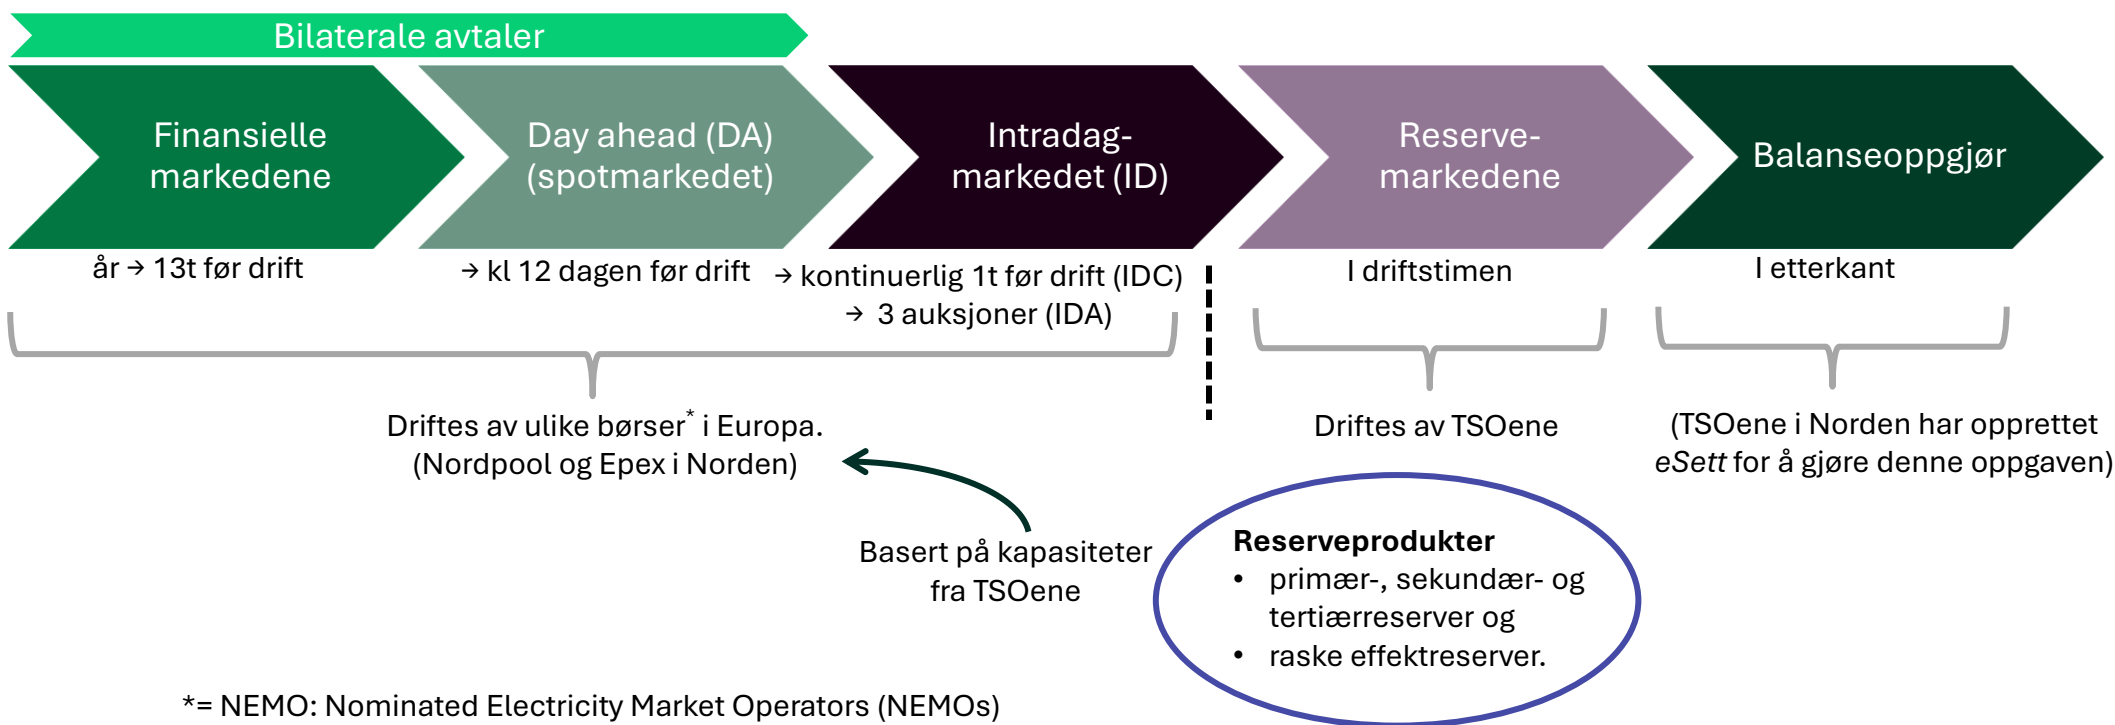 Bilaterale avtaler
Finansielle
markedene
Day ahead (DA)
(spotmarkedet)
Intradag-
markedet (ID)
Reserve-
markedene
Balanseoppgjør
år → 13t før drift
→ kl 12 dagen før drift
→ kontinuerlig 1t før drift (IDC)
→ 3 auksjoner (IDA)
I driftstimen
I etterkant
Driftes av ulike børser* i Europa.
(Nordpool og Epex i Norden)
Driftes av TSOene
(TSOene i Norden har opprettet
eSett for å gjøre denne oppgaven)
Basert på kapasiteter
fra TSOene
Reserveprodukter
• primær-, sekundær- og
tertiærreserver og
• raske effektreserver.
*= NEMO: Nominated Electricity Market Operators (NEMOs)